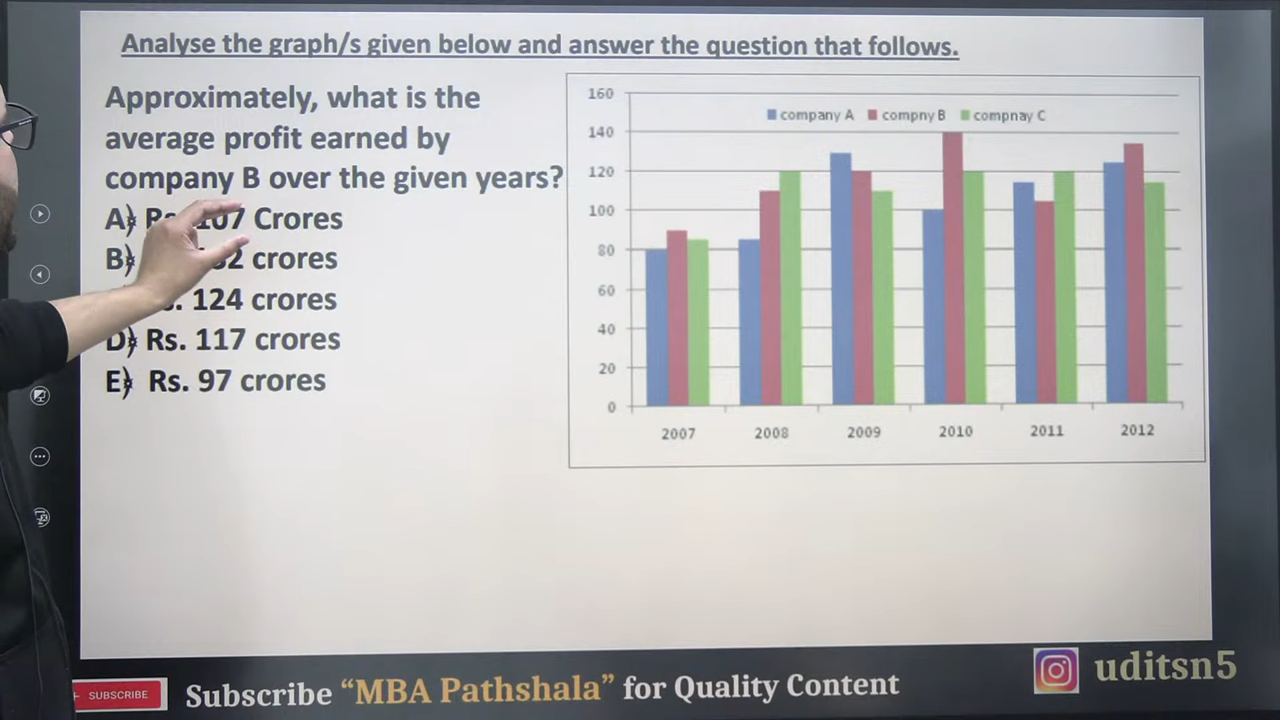 Analyse the graph/s given below and answer the question that follows.
Approximately, what is the
average profit earned by
company B over the given years?
A) 107 Crores
B) crores
124 crores
D) Rs. 117 crores
E) Rs. 97 crores
160
140
120
100
80
60
40
20
0
company A compny B compnay C
2007 2008 2009 2010 2011 2012
SUBSCRIBE
Subscribe “MBA Pathshala” for Quality Content
uditsn5